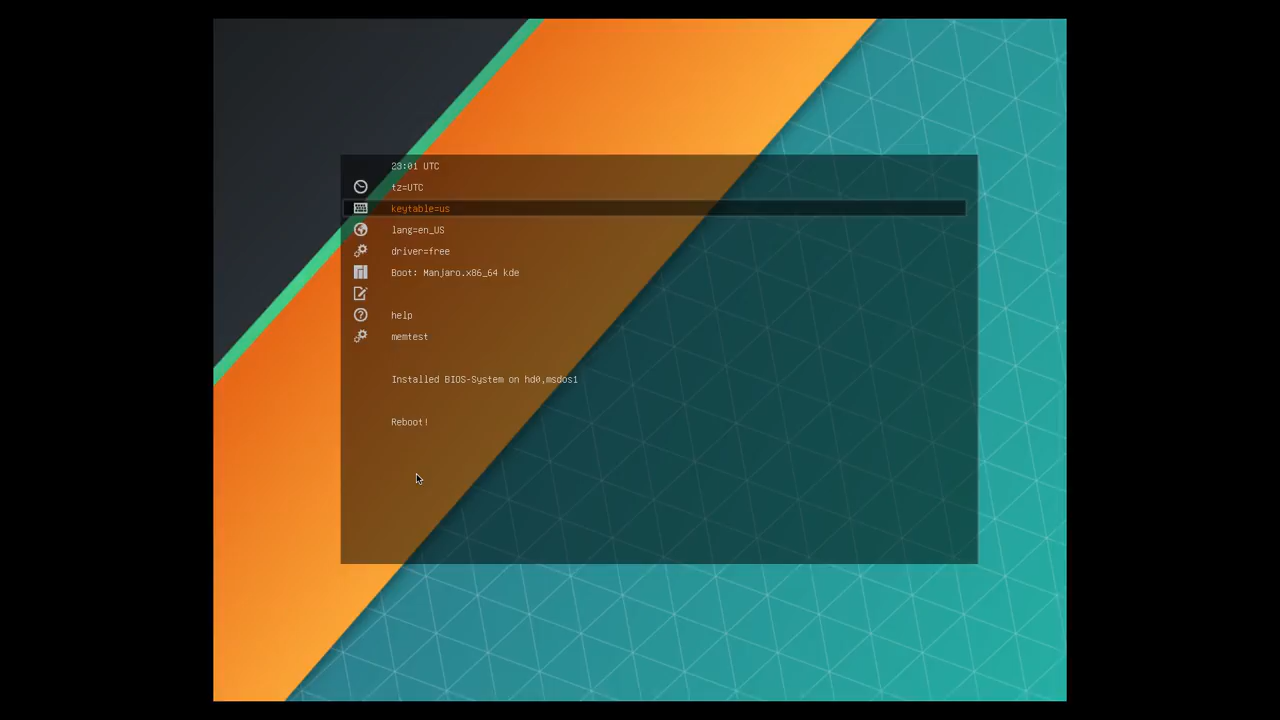 23:01 UTC
tz=UTC
keytable=us
lang=en_US
driver=free
Boot: Manjaro.x86_64 kde
help
memtest
Installed BIOS-System on hd0,msdos1
Reboot!